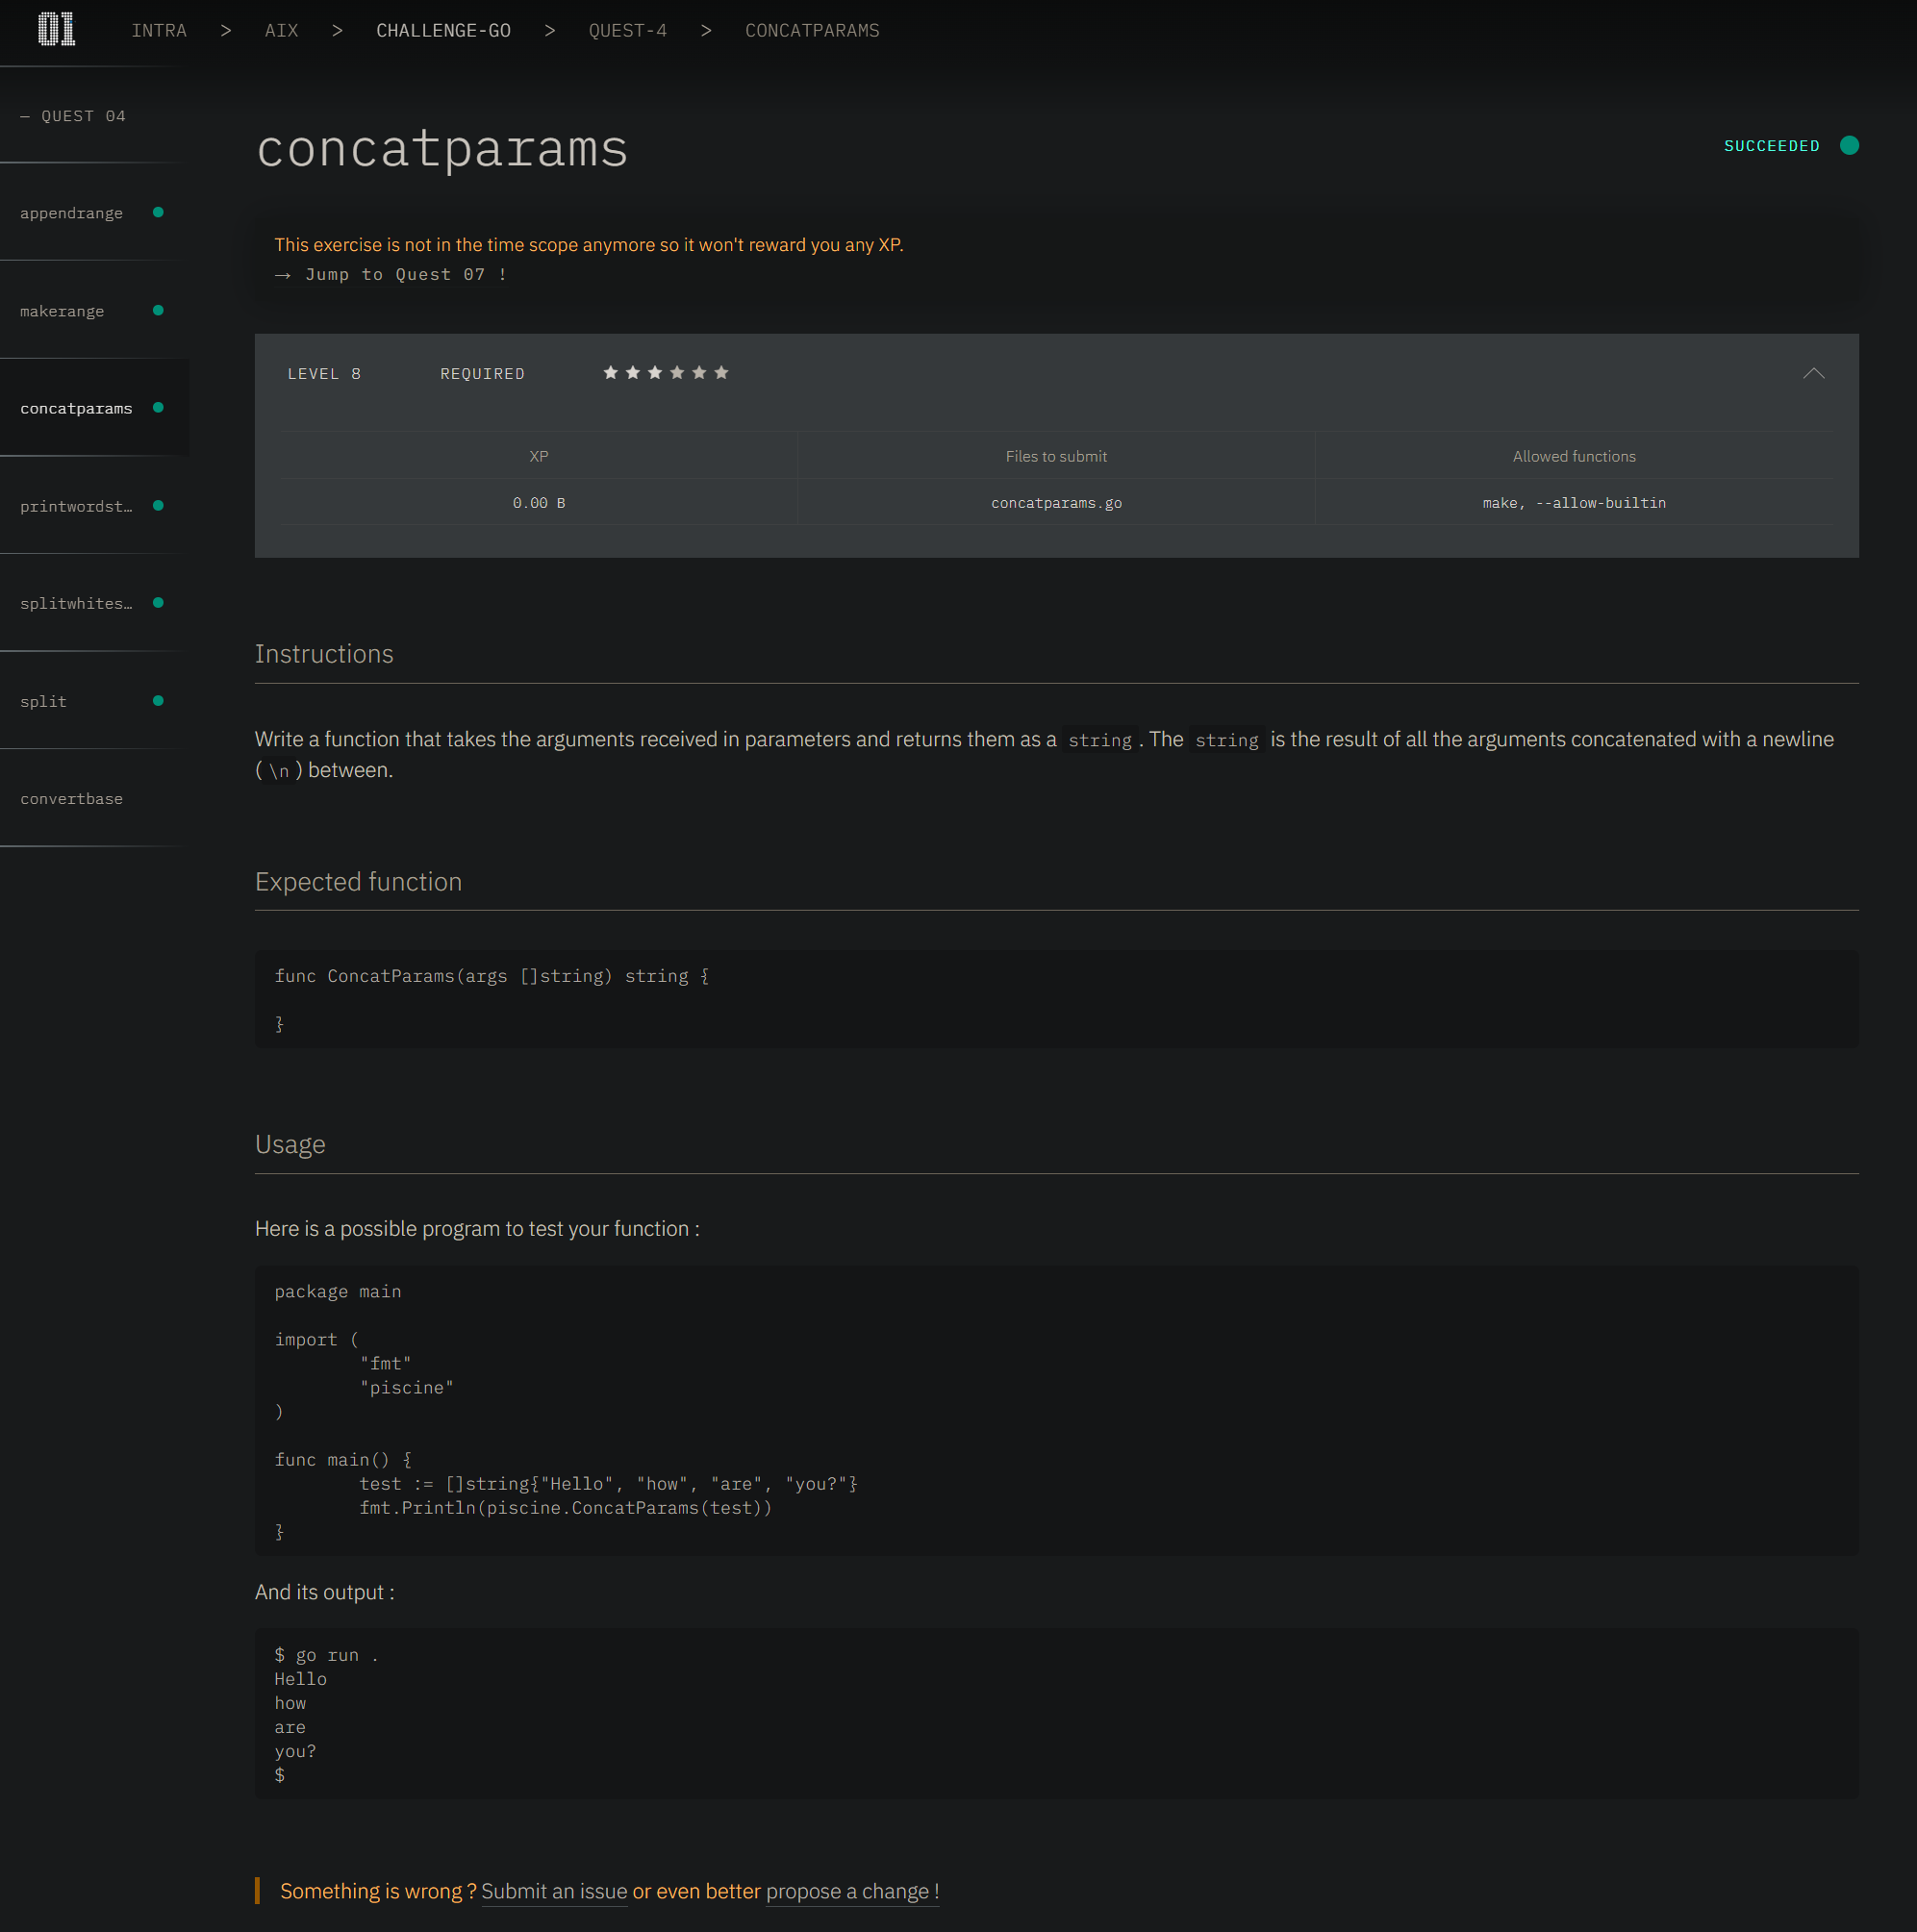 01 INTRA > AIX > CHALLENGE-GO > QUEST-4 > CONCATPARAMS
— QUEST 04
appendrange
makerange
concatparams
printwordst…
splitwhites…
split
convertbase
concatparams
SUCCEEDED
This exercise is not in the time scope anymore so it won't reward you any XP.
→ Jump to Quest 07 !
LEVEL 8 REQUIRED ★★★★★★
XP Files to submit Allowed functions
0.00 B concatparams.go make, --allow-builtin
Instructions
Write a function that takes the arguments received in parameters and returns them as a string. The string is the result of all the arguments concatenated with a newline
(\n) between.
Expected function
func ConcatParams(args []string) string {
}
Usage
Here is a possible program to test your function :
package main
import (
"fmt"
"piscine"
)
func main() {
test := []string{"Hello", "how", "are", "you?"}
fmt.Println(piscine.ConcatParams(test))
}
And its output :
$ go run .
Hello
how
are
you?
$
Something is wrong ? Submit an issue or even better propose a change !